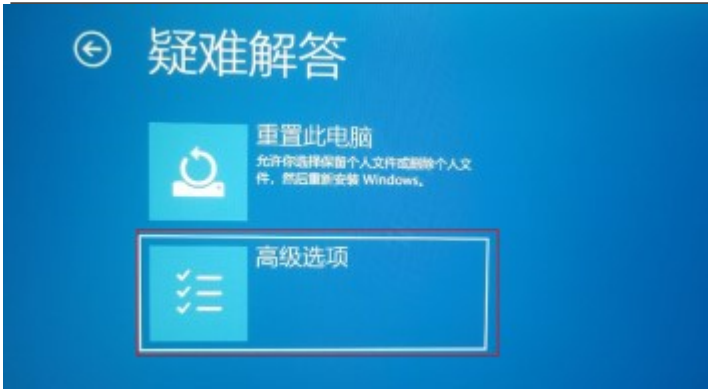 疑难解答
重置此电脑
允许你选择保留个人文件或删除个人文
件，然后重新安装 Windows。
高级选项